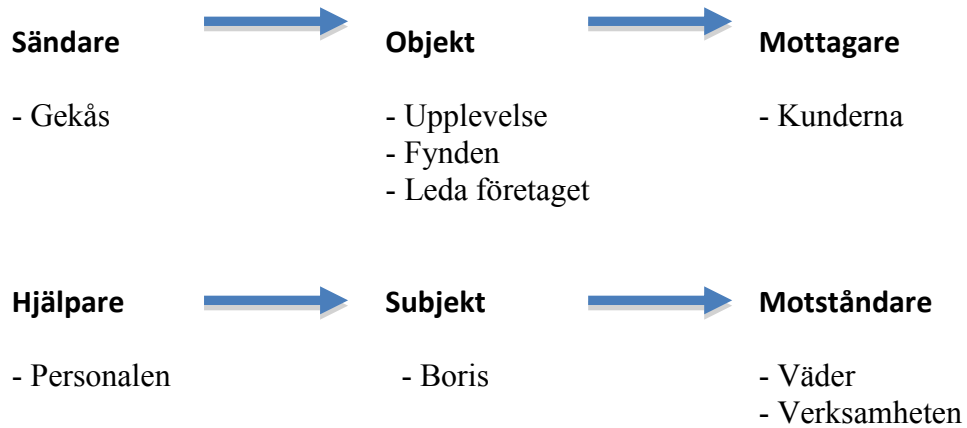 Sändare
Objekt
Mottagare
- Gekås
- Upplevelse
- Kunderna
- Fynden
- Leda företaget
Hjälpare
Subjekt
Motståndare
- Personalen
- Boris
- Väder
- Verksamheten